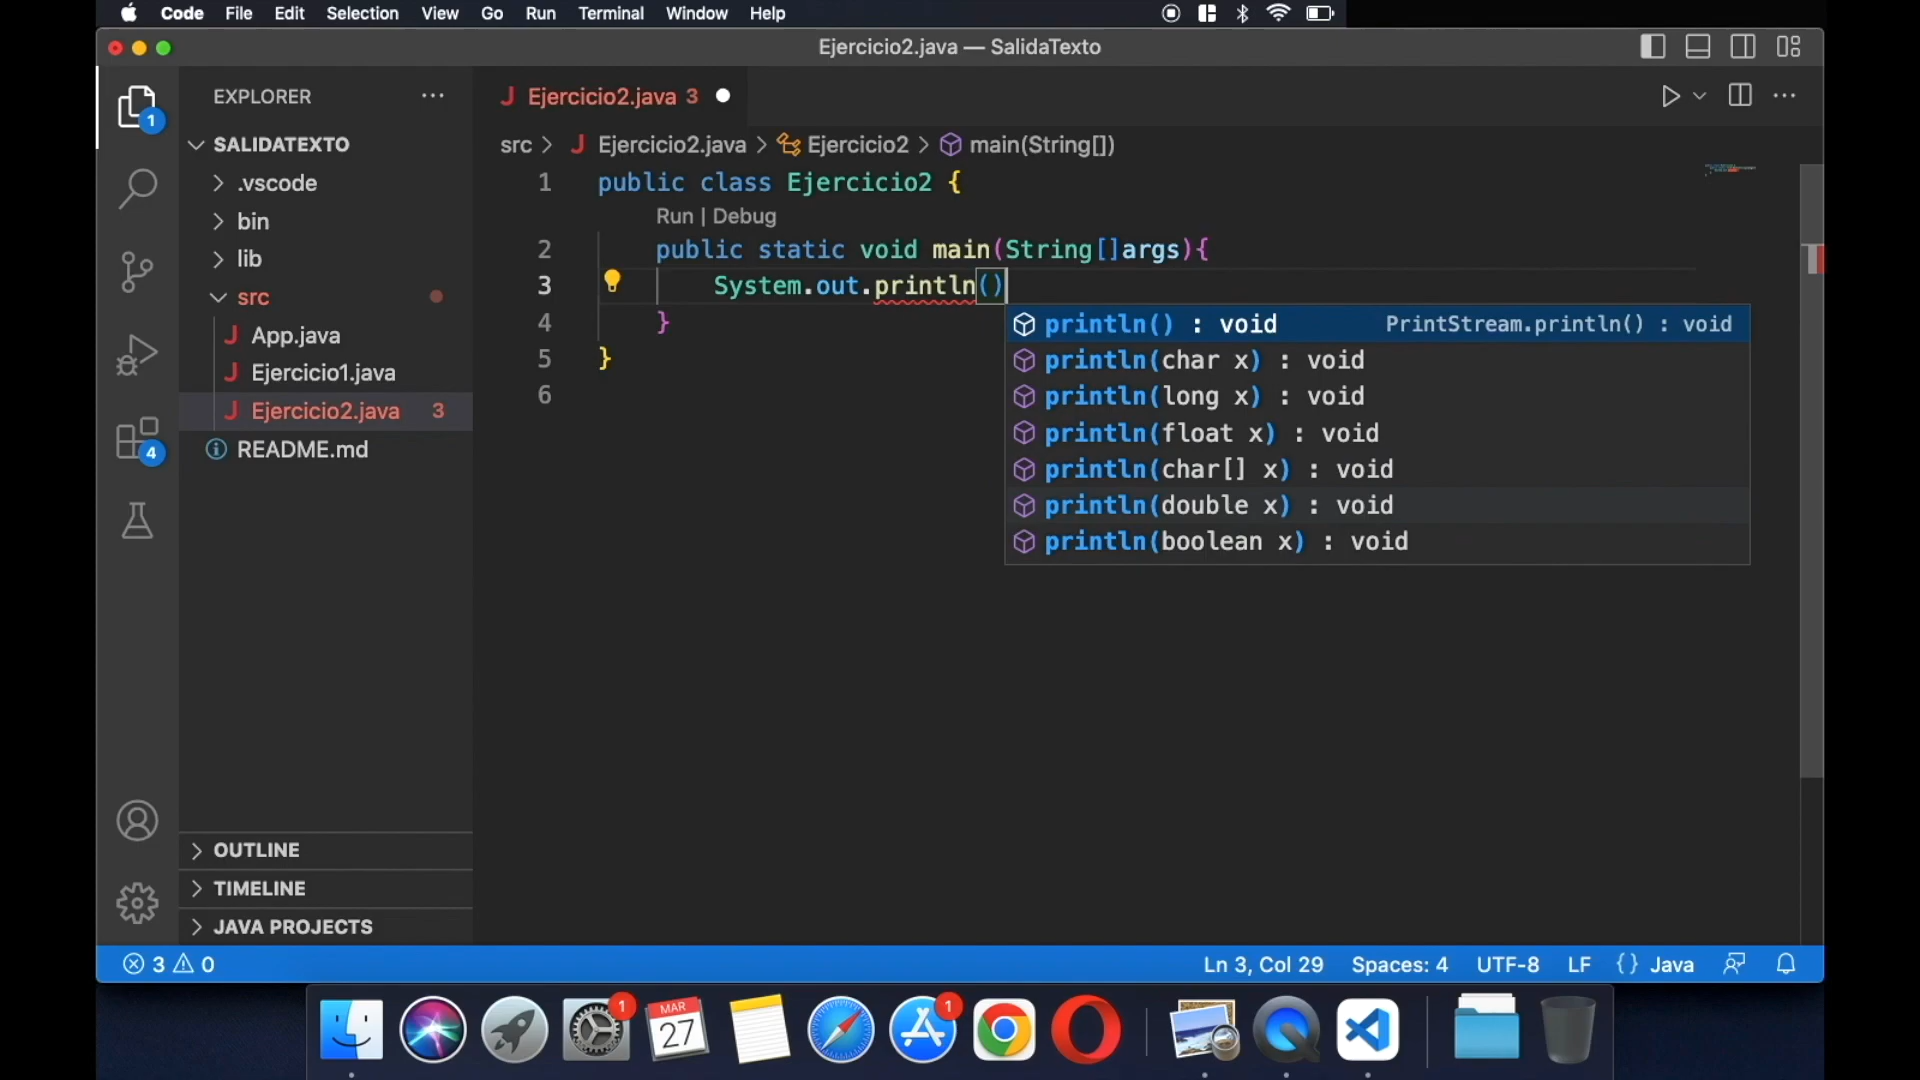 Code File Edit Selection View Go Run Terminal Window Help
Ejercicio2.java — SalidaTexto
EXPLORER
1
SALIDATEXTO
.vscode
bin
lib
src
J App.java
J Ejercicio1.java
J Ejercicio2.java 3
README.md
4
OUTLINE
TIMELINE
JAVA PROJECTS
J Ejercicio2.java 3
src > J Ejercicio2.java > Ejercicio2 > main(String[])
1 public class Ejercicio2 {
Run | Debug
2 public static void main(String[]args){
3 System.out.println()
4 }
5 }
6
println() : void PrintStream.println() : void
println(char x) : void
println(long x) : void
println(float x) : void
println(char[] x) : void
println(double x) : void
println(boolean x) : void
3 0 Ln 3, Col 29 Spaces: 4 UTF-8 LF {} Java
1
MAR
27
1